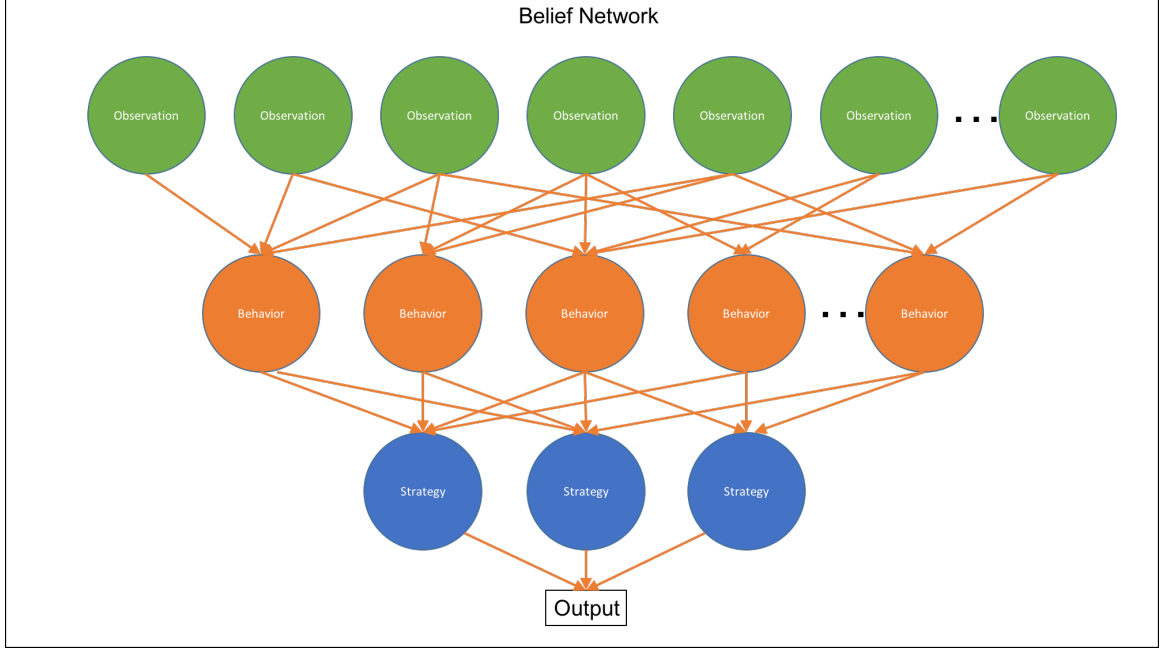 Belief Network
Observation Observation Observation Observation Observation Observation ... Observation
Behavior Behavior Behavior Behavior ... Behavior
Strategy Strategy Strategy
Output